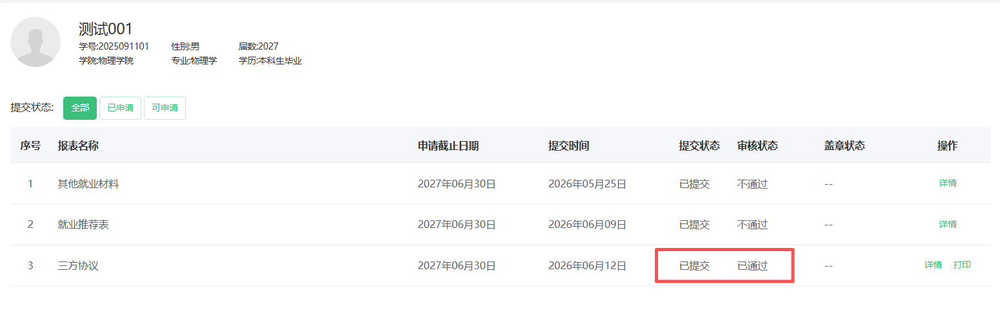 测试001
学号:2025091101 性别:男 届数:2027
学院:物理学院 专业:物理学 学历:本科生毕业
提交状态: 全部 已申请 可申请
序号 报表名称 申请截止日期 提交时间 提交状态 审核状态 盖章状态 操作
1 其他就业材料 2027年06月30日 2026年05月25日 已提交 不通过 -- 详情
2 就业推荐表 2027年06月30日 2026年06月09日 已提交 不通过 -- 详情
3 三方协议 2027年06月30日 2026年06月12日 已提交 已通过 -- 详情 打印